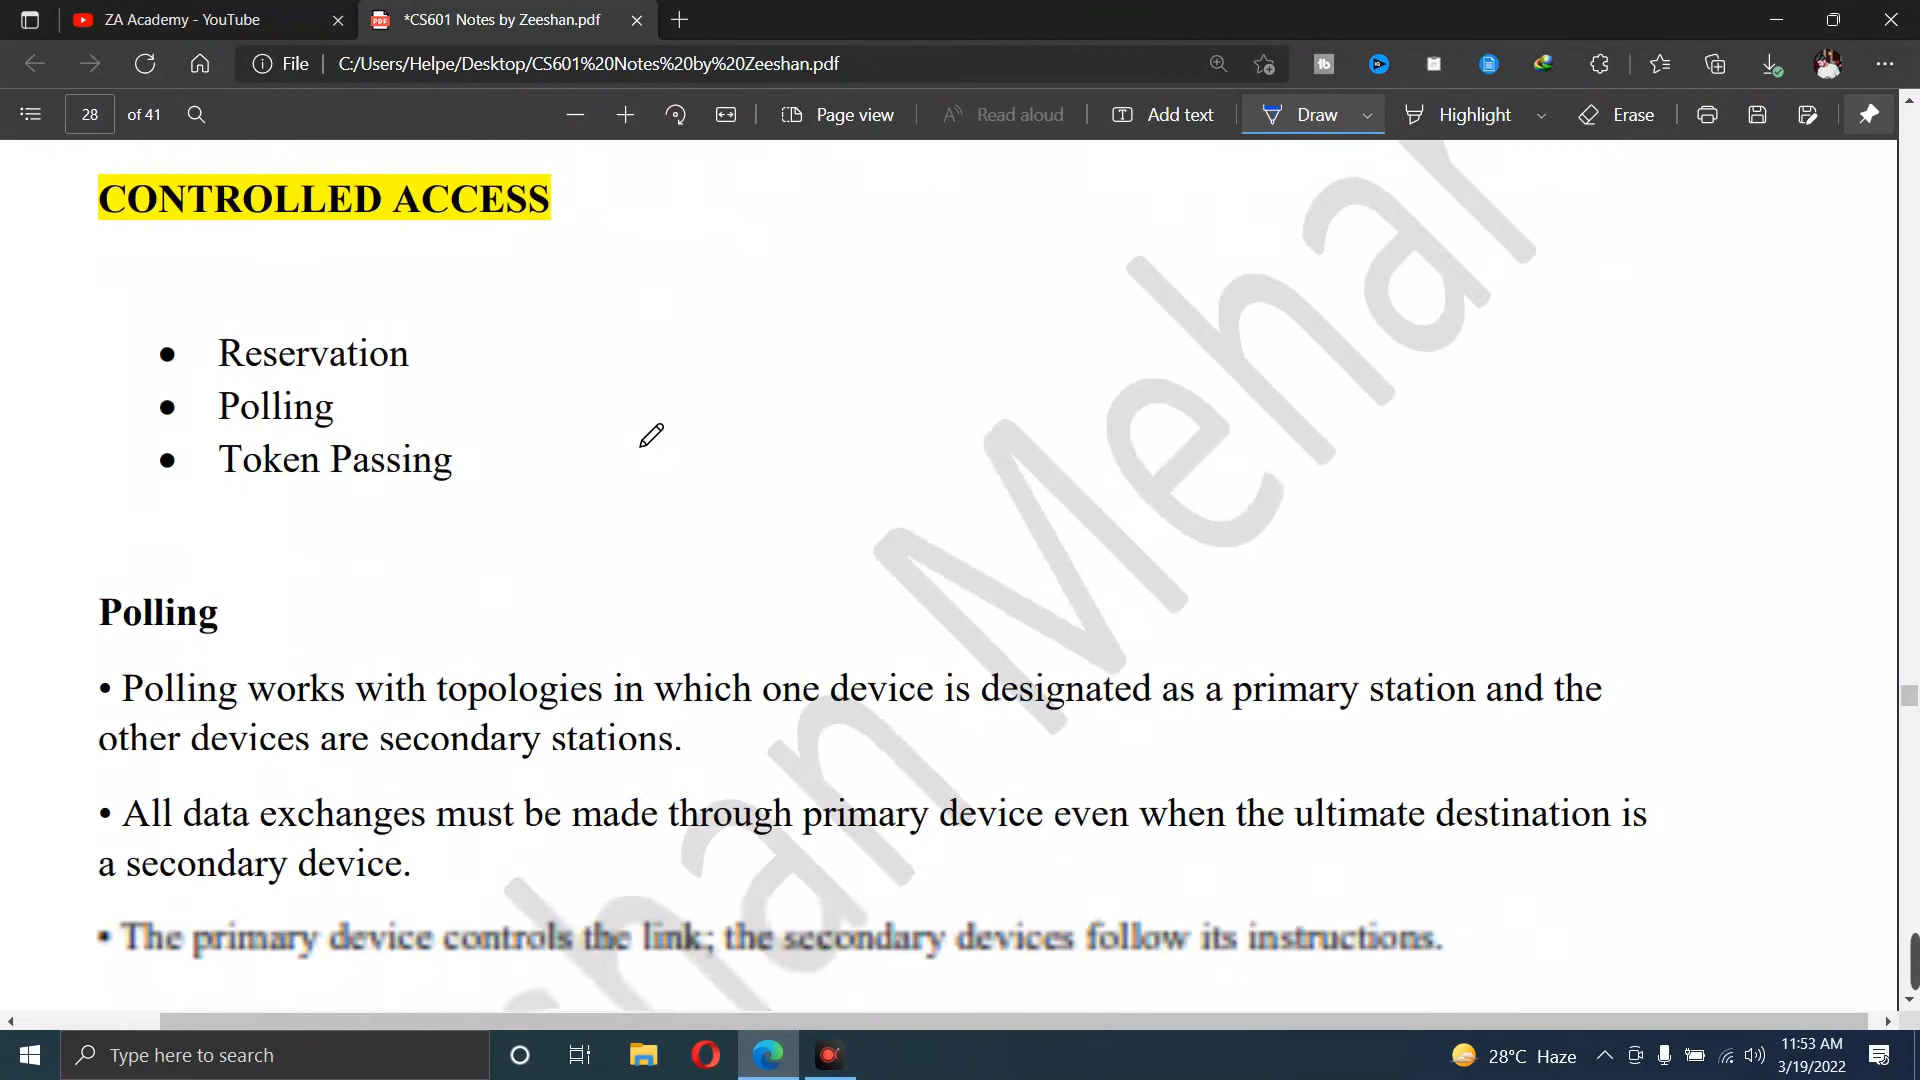 ZA Academy - YouTube
*CS601 Notes by Zeeshan.pdf
File
C:/Users/Helpe/Desktop/CS601%20Notes%20by%20Zeeshan.pdf
28 of 41
Page view
Read aloud
Add text
Draw
Highlight
Erase
CONTROLLED ACCESS
• Reservation
• Polling
• Token Passing
Polling
• Polling works with topologies in which one device is designated as a primary station and the
other devices are secondary stations.
• All data exchanges must be made through primary device even when the ultimate destination is
a secondary device.
• The primary device controls the link; the secondary devices follow its instructions.
Type here to search
28°C Haze
11:53 AM
3/19/2022